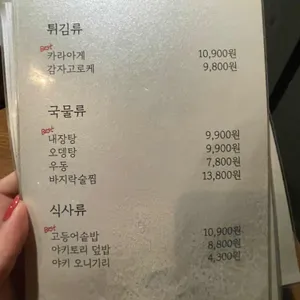 튀김류
Best
카라아게 10,900원
감자고로케 9,800원
국물류
Best
내장탕 9,900원
오뎅탕 9,900원
우동 7,800원
바지락술찜 13,800원
식사류
Best
고등어솥밥 10,900원
야키토리 덮밥 8,800원
야키 오니기리 4,300원